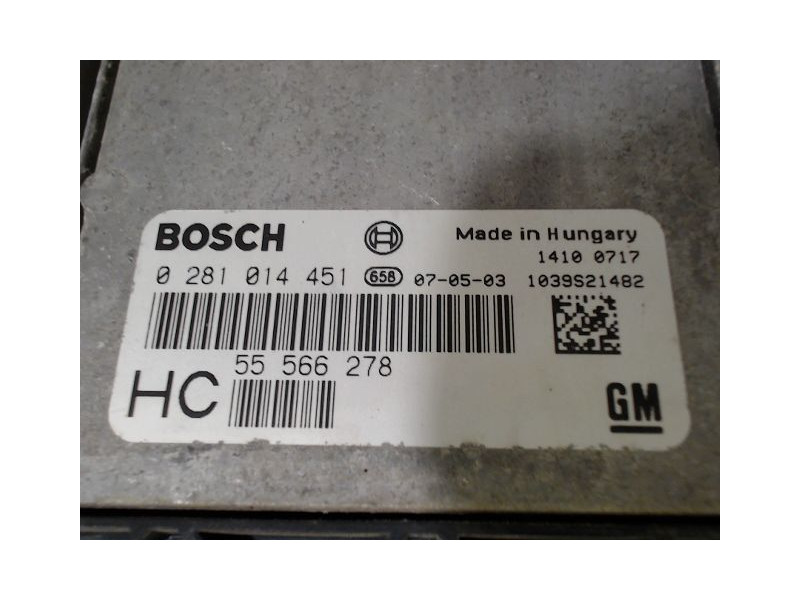 BOSCH
Made in Hungary
1410 0717
0 281 014 451 658 07-05-03 1039S21482
55 566 278
HC
GM